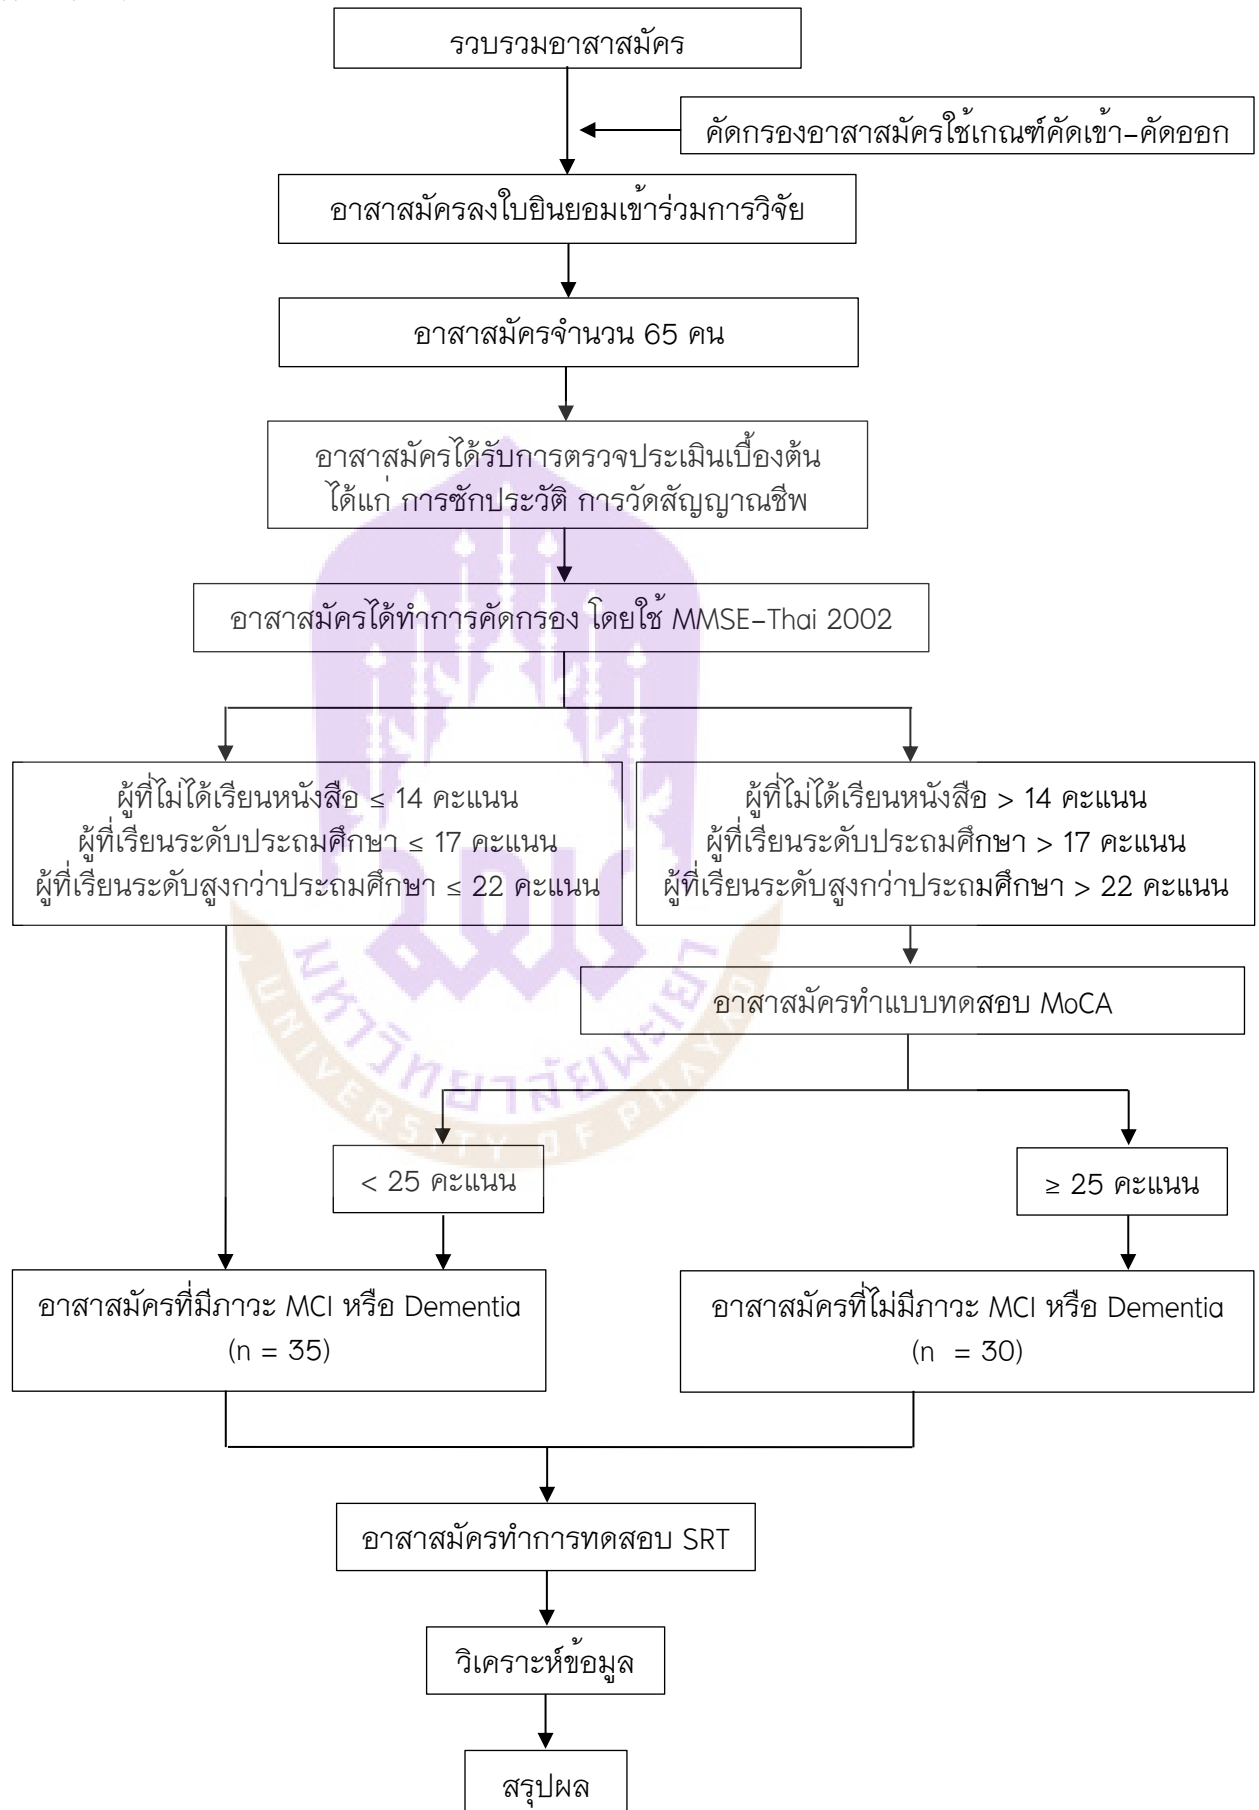 รวบรวมอาสาสมัคร
คัดกรองอาสาสมัครใช้เกณฑ์คัดเข้า-คัดออก
อาสาสมัครลงใบยินยอมเข้าร่วมการวิจัย
อาสาสมัครจำนวน 65 คน
อาสาสมัครได้รับการตรวจประเมินเบื้องต้น
ได้แก่ การซักประวัติ การวัดสัญญาณชีพ
อาสาสมัครได้ทำการคัดกรอง โดยใช้ MMSE-Thai 2002
ผู้ที่ไม่ได้เรียนหนังสือ ≤ 14 คะแนน
ผู้ที่เรียนระดับประถมศึกษา ≤ 17 คะแนน
ผู้ที่เรียนระดับสูงกว่าประถมศึกษา ≤ 22 คะแนน
ผู้ที่ไม่ได้เรียนหนังสือ > 14 คะแนน
ผู้ที่เรียนระดับประถมศึกษา > 17 คะแนน
ผู้ที่เรียนระดับสูงกว่าประถมศึกษา > 22 คะแนน
อาสาสมัครทำแบบทดสอบ MoCA
มหาวิทยาลัยพะเยา
UNIVERSITY OF PHAYAO
< 25 คะแนน
≥ 25 คะแนน
อาสาสมัครที่มีภาวะ MCI หรือ Dementia
(n = 35)
อาสาสมัครที่ไม่มีภาวะ MCI หรือ Dementia
(n = 30)
อาสาสมัครทำการทดสอบ SRT
วิเคราะห์ข้อมูล
สรุปผล